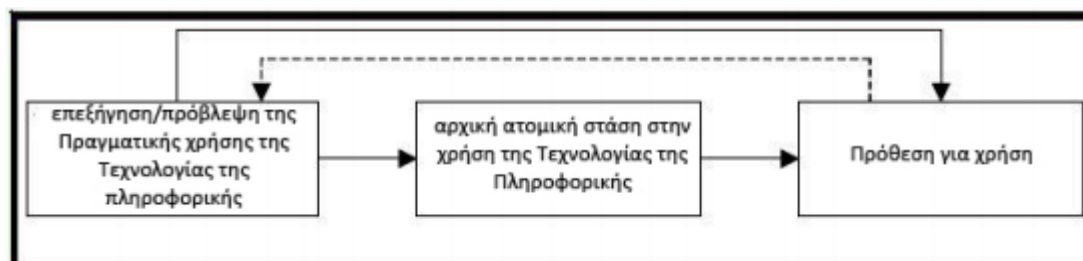 επεξήγηση/πρόβλεψη της
Πραγματικής χρήσης της
Τεχνολογίας της
πληροφορικής
αρχική ατομική στάση στην
χρήση της Τεχνολογίας της
Πληροφορικής
Πρόθεση για χρήση